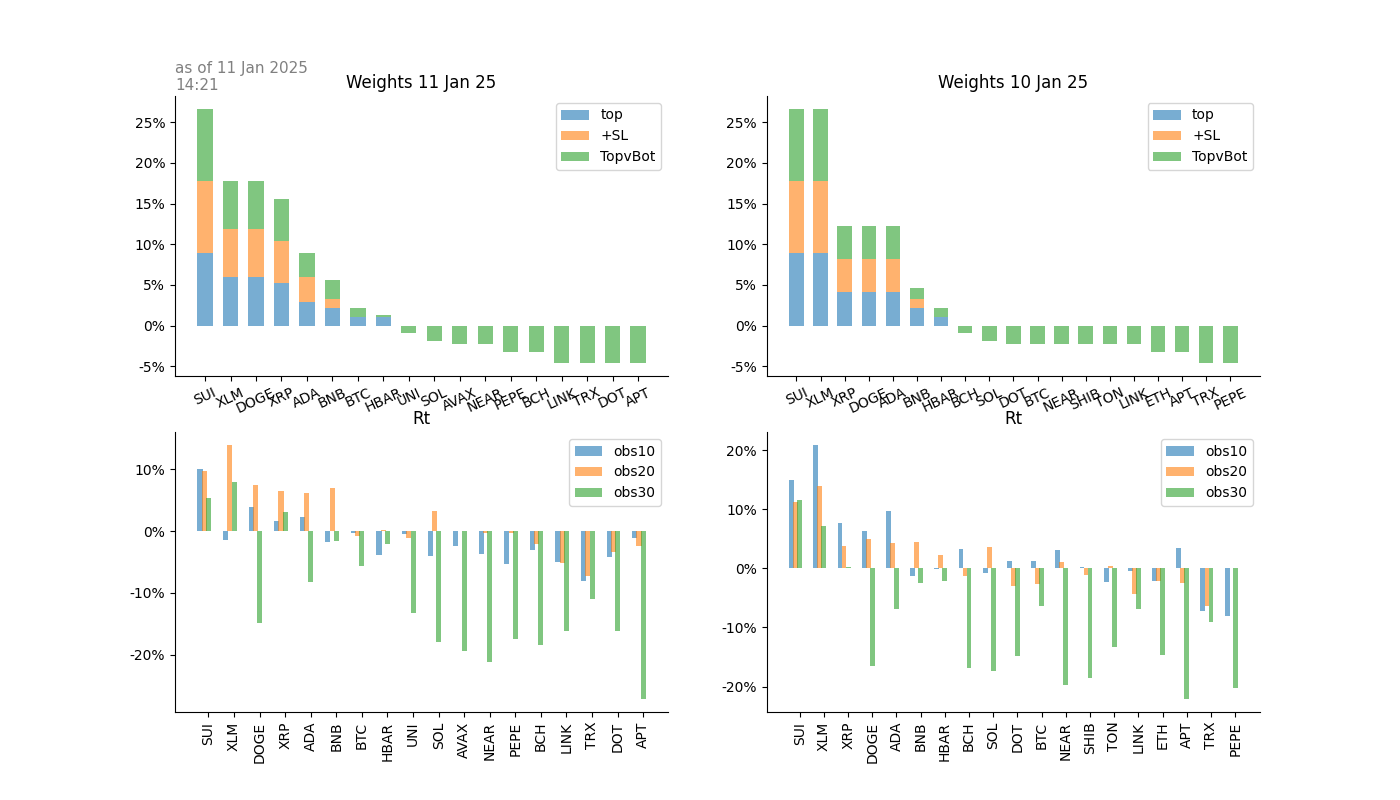 as of 11 Jan 2025
14:21
Weights 11 Jan 25
25%
20%
15%
10%
5%
0%
-5%
top
+SL
TopvBot
SUI XLM DOGE XRP ADA BNB BTC HBAR UNI SOL AVAX NEAR PEPE BCH LINK TRX DOT APT
Weights 10 Jan 25
25%
20%
15%
10%
5%
0%
-5%
top
+SL
TopvBot
SUI XLM XRP DOGE ADA BNB HBAR BCH SOL DOT BTC NEAR SHIB TON LINK ETH APT TRX PEPE
Rt
10%
0%
-10%
-20%
obs10
obs20
obs30
SUI XLM DOGE XRP ADA BNB BTC HBAR UNI SOL AVAX NEAR PEPE BCH LINK TRX DOT APT
Rt
20%
10%
0%
-10%
-20%
obs10
obs20
obs30
SUI XLM XRP DOGE ADA BNB HBAR BCH SOL DOT BTC NEAR SHIB TON LINK ETH APT TRX PEPE